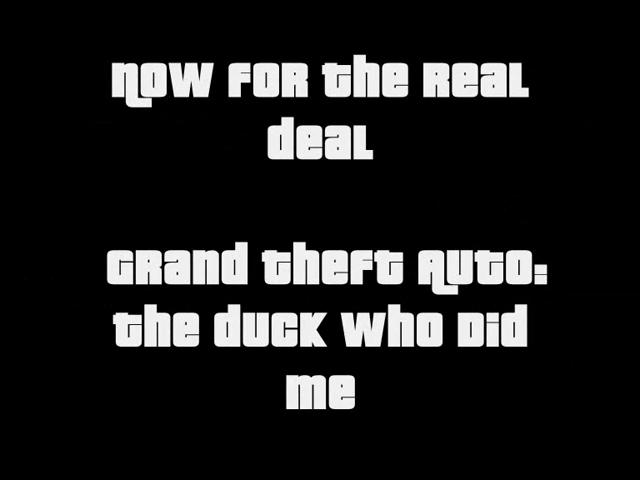 Now for the real
deal
Grand Theft Auto:
the duck who Did
me